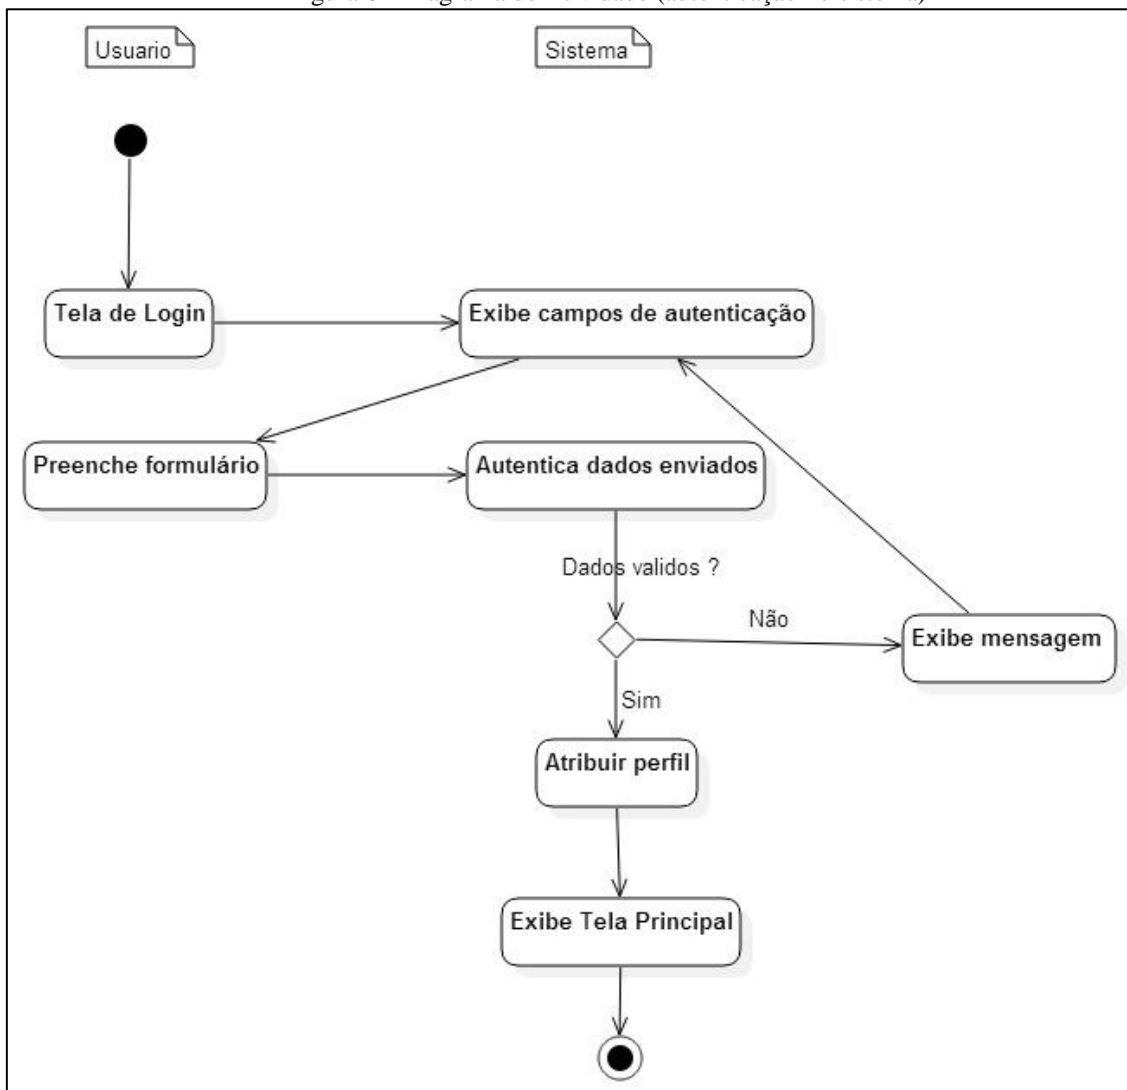 Usuario
Sistema
Tela de Login
Exibe campos de autenticação
Preenche formulário
Autentica dados enviados
Dados validos ?
Não
Exibe mensagem
Sim
Atribuir perfil
Exibe Tela Principal